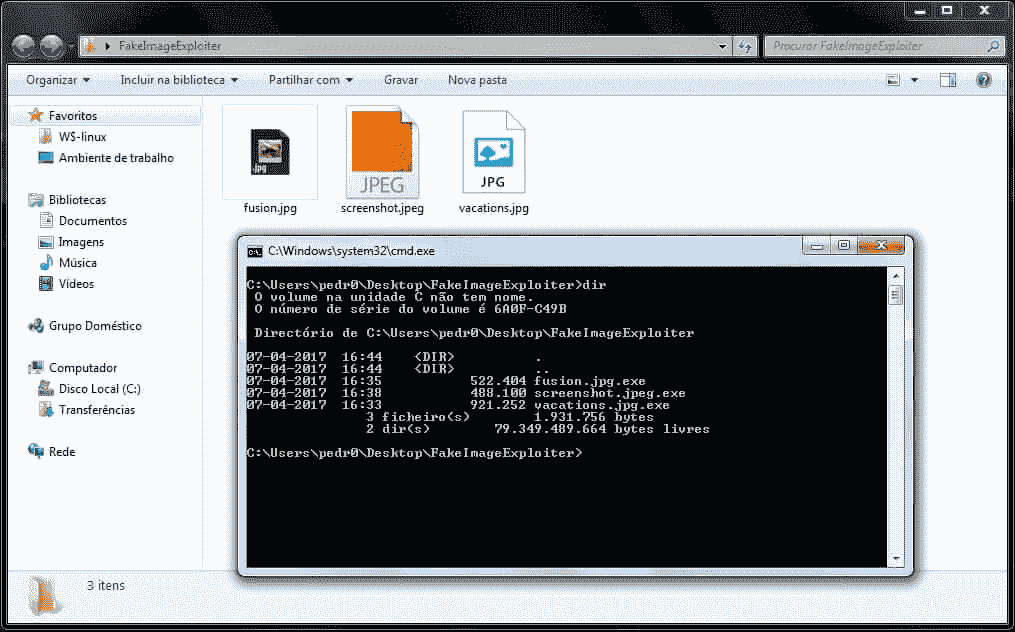 FakeImageExploiter
Procurar FakeImageExploiter
Organizar
Incluir na biblioteca
Partilhar com
Gravar
Nova pasta
Favoritos
W$-linux
Ambiente de trabalho
Bibliotecas
Documentos
Imagens
Música
Vídeos
Grupo Doméstico
Computador
Disco Local (C:)
Transferências
Rede
jpg
JPEG
JPG
fusion.jpg
screenshot.jpeg
vacations.jpg
C:\Windows\system32\cmd.exe
C:\Users\pedr0\Desktop\FakeImageExploiter>dir
O volume na unidade C não tem nome.
O número de série do volume é 6A0F-C49B
Directório de C:\Users\pedr0\Desktop\FakeImageExploiter
07-04-2017 16:44 <DIR> .
07-04-2017 16:44 <DIR> ..
07-04-2017 16:35 522.404 fusion.jpg.exe
07-04-2017 16:38 488.100 screenshot.jpeg.exe
07-04-2017 16:33 921.252 vacations.jpg.exe
3 ficheiro(s) 1.931.756 bytes
2 dir(s) 79.349.489.664 bytes livres
C:\Users\pedr0\Desktop\FakeImageExploiter>
3 itens